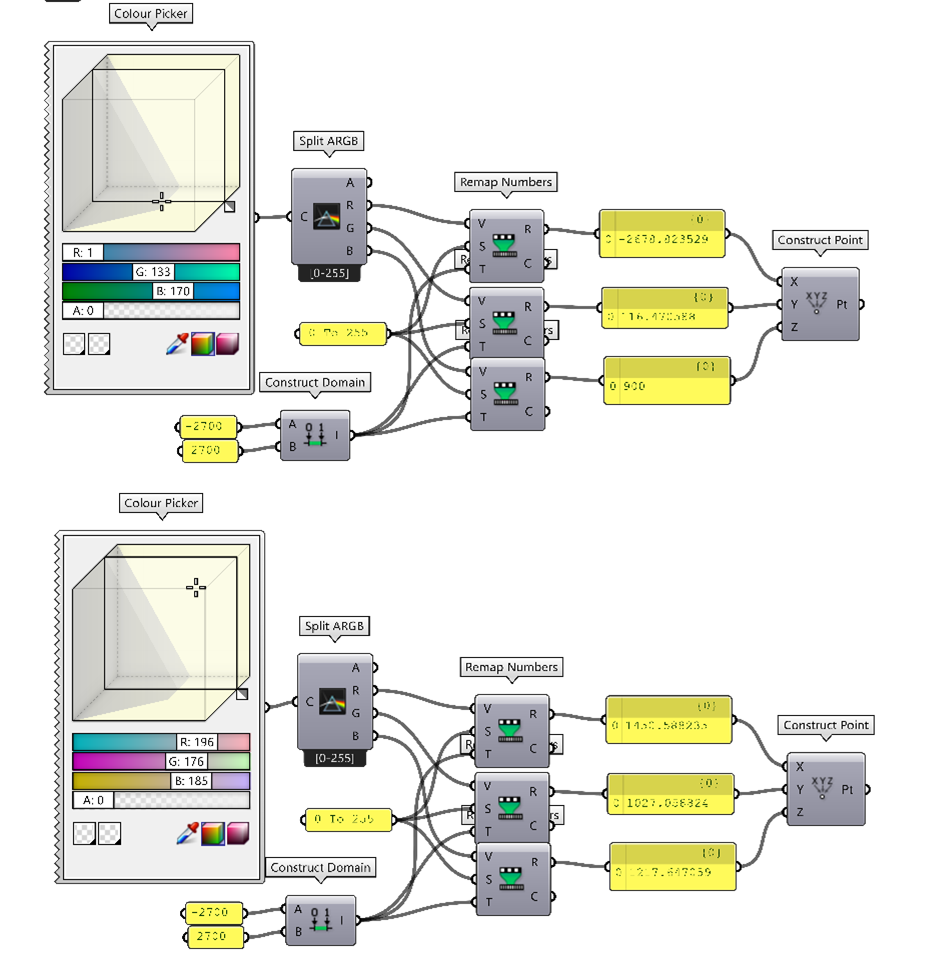 Colour Picker
Split ARGB
Remap Numbers
Construct Point
R: 1
G: 133
B: 170
A: 0
C
A
R
G
B
[0-255]
0 To 255
Construct Domain
-2700
2700
A
B
0 1
I
V
S
T
R
C
V
S
T
R
C
V
S
T
R
C
{0}
0 -2678.823529
{0}
0 116.470588
{0}
0 900
X
Y
Z
XYZ
Pt
Colour Picker
Split ARGB
Remap Numbers
Construct Point
R: 196
G: 176
B: 185
A: 0
C
A
R
G
B
[0-255]
0 To 255
Construct Domain
-2700
2700
A
B
0 1
I
V
S
T
R
C
V
S
T
R
C
V
S
T
R
C
{0}
0 1450.588235
{0}
0 1027.058824
{0}
0 1217.647059
X
Y
Z
XYZ
Pt